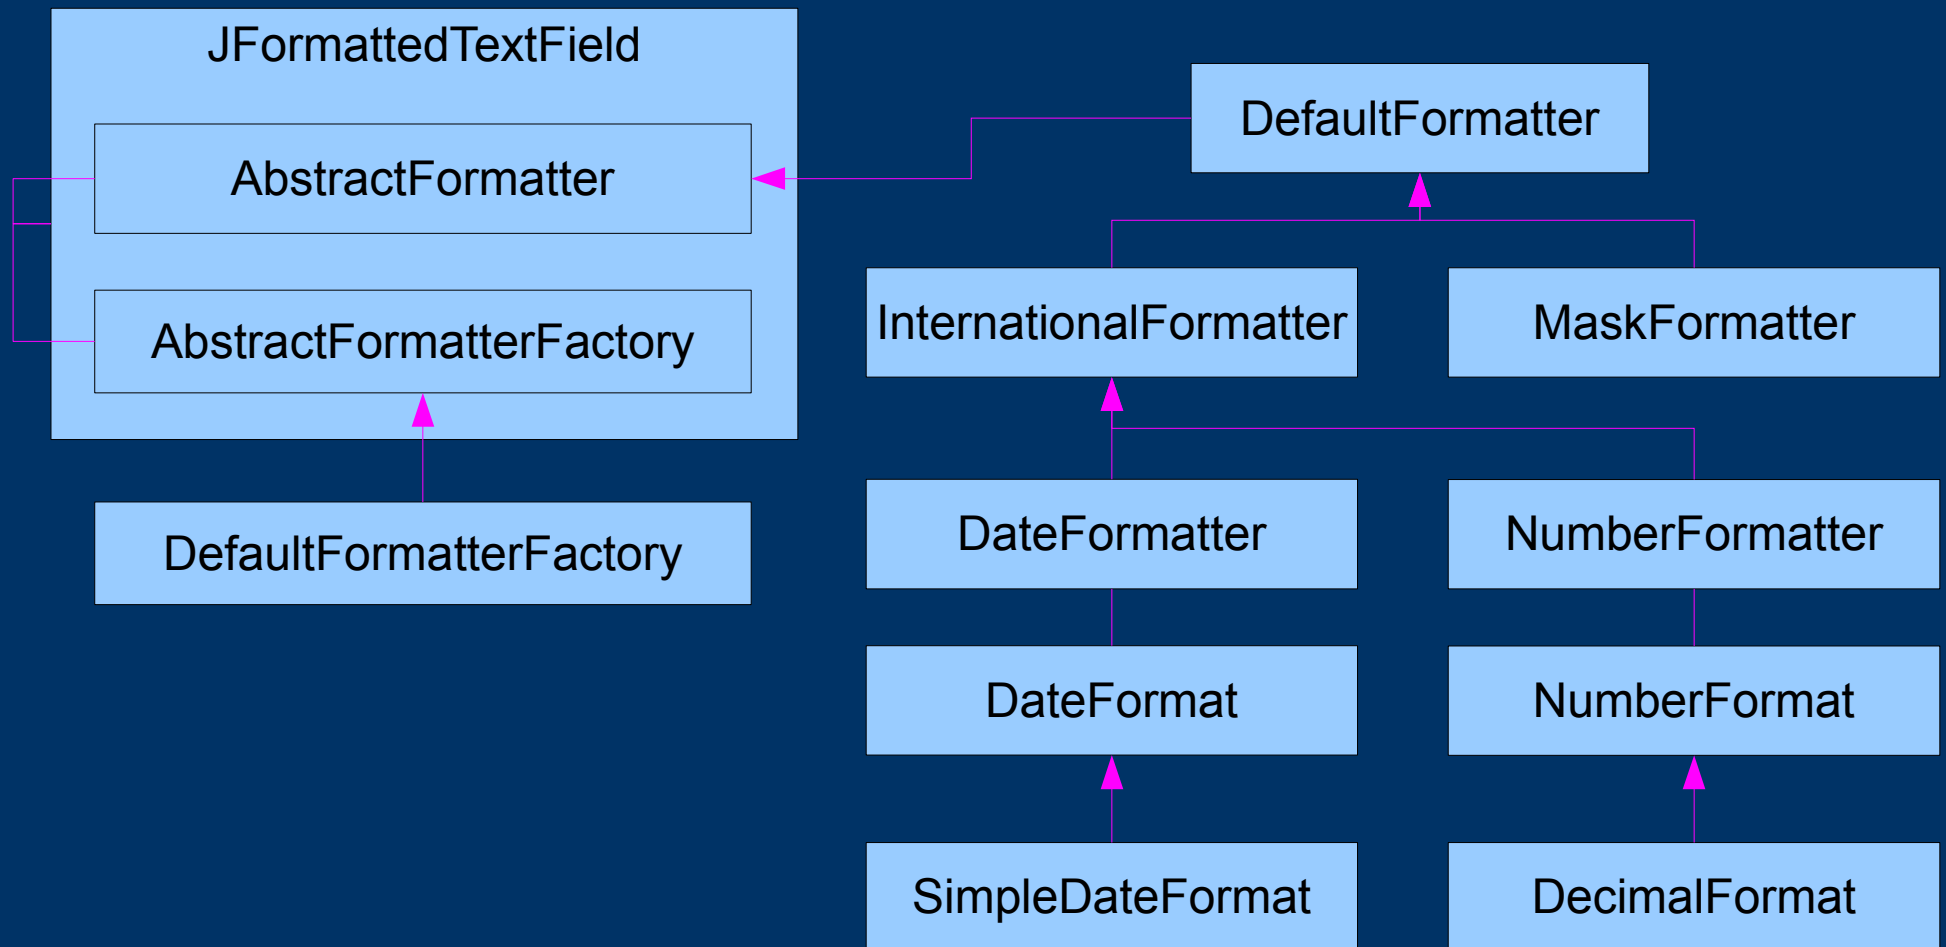 JFormattedTextField
AbstractFormatter
AbstractFormatterFactory
DefaultFormatterFactory
DefaultFormatter
InternationalFormatter
MaskFormatter
DateFormatter
NumberFormatter
DateFormat
NumberFormat
SimpleDateFormat
DecimalFormat